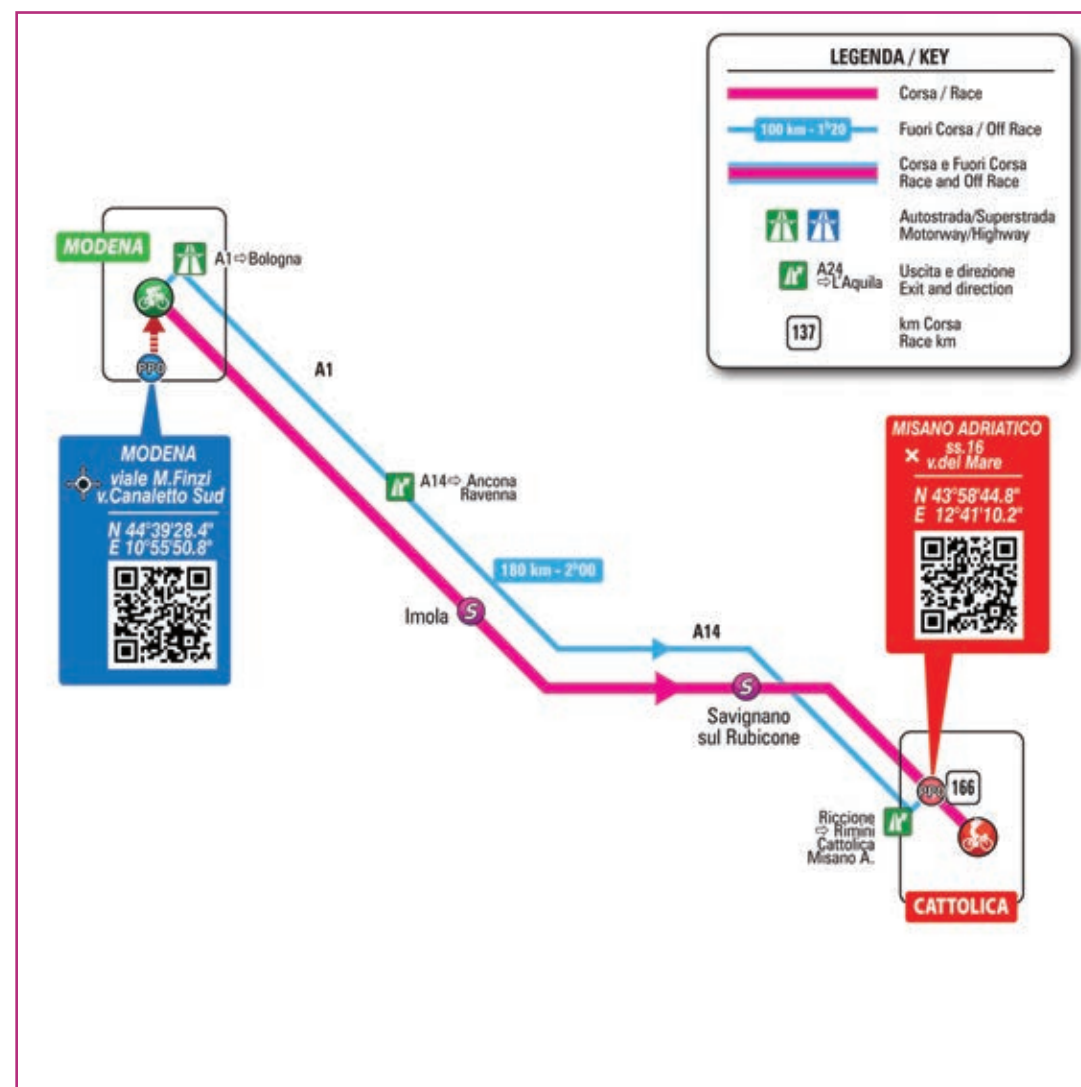 LEGENDA / KEY
Corsa / Race
100 km - 1h20
Fuori Corsa / Off Race
Corsa e Fuori Corsa
Race and Off Race
Autostrada/Superstrada
Motorway/Highway
A24
⇨L'Aquila
Uscita e direzione
Exit and direction
137
km Corsa
Race km
MODENA
A1⇨Bologna
PPO
A1
MODENA
viale M.Finzi
v.Canaletto Sud
N 44°39'28.4"
E 10°55'50.8"
A14⇨ Ancona
Ravenna
MISANO ADRIATICO
ss.16
v.del Mare
N 43°58'44.8"
E 12°41'10.2"
180 km - 2h00
Imola
S
A14
S
Savignano
sul Rubicone
PPO
166
Riccione
⇨ Rimini
Cattolica
Misano A.
CATTOLICA